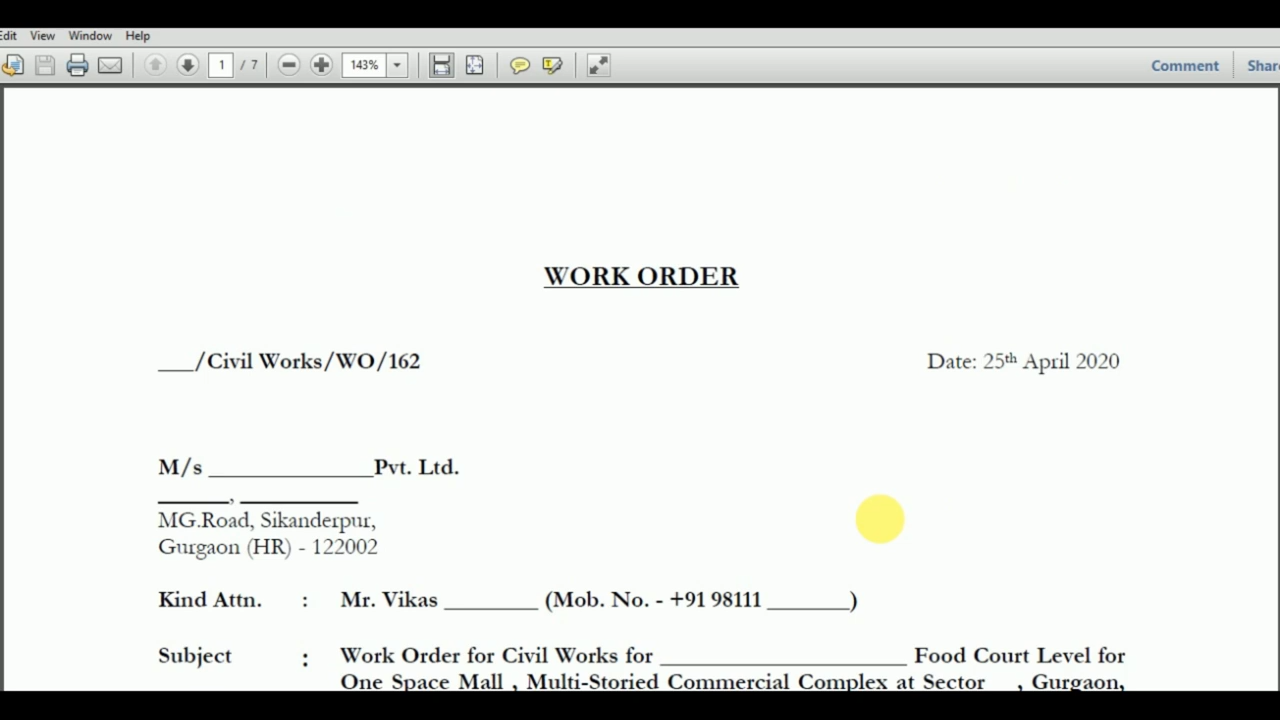 Edit View Window Help
1 / 7 143% Comment Share
WORK ORDER
___/Civil Works/WO/162 Date: 25th April 2020
M/s ______________Pvt. Ltd.
______, __________
MG.Road, Sikanderpur,
Gurgaon (HR) - 122002
Kind Attn. : Mr. Vikas ________ (Mob. No. - +91 98111 _______)
Subject : Work Order for Civil Works for _____________________ Food Court Level for
One Space Mall , Multi-Storied Commercial Complex at Sector __, Gurgaon,